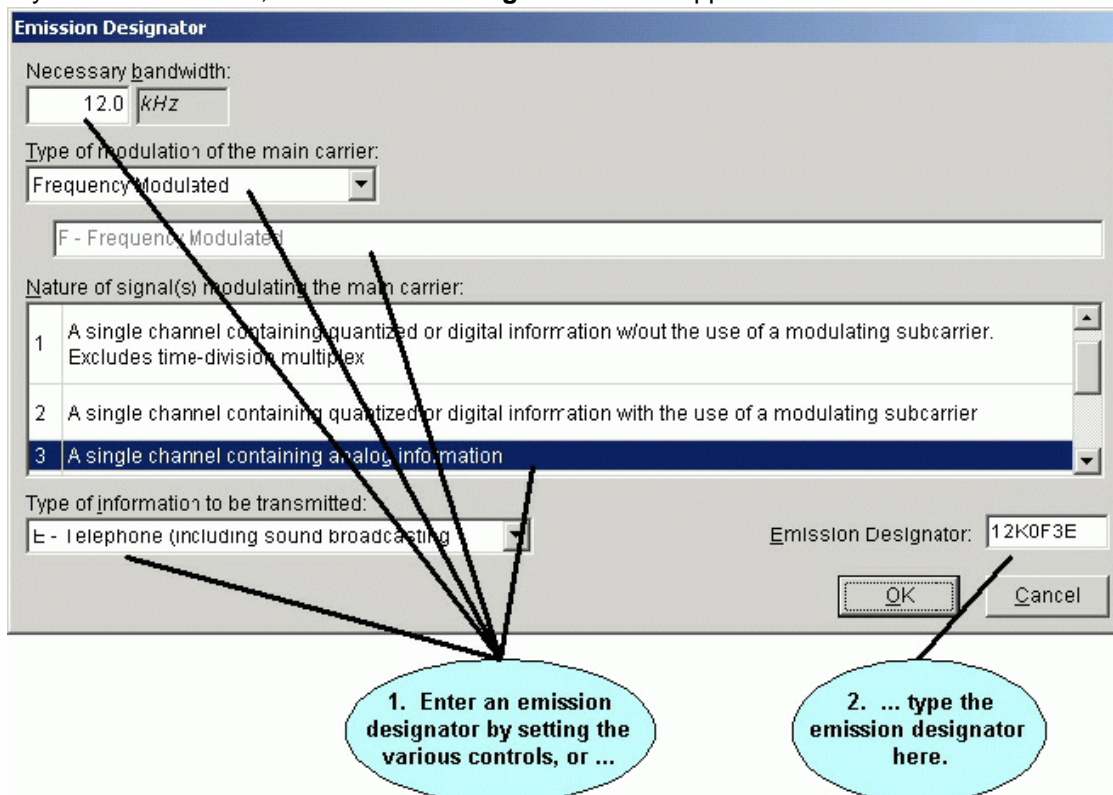 Emission Designator
Necessary bandwidth:
12.0 kHz
Type of modulation of the main carrier:
Frequency Modulated
F - Frequency Modulated
Nature of signal(s) modulating the main carrier:
1 A single channel containing quantized or digital information w/out the use of a modulating subcarrier.
Excludes time-division multiplex
2 A single channel containing quantized or digital information with the use of a modulating subcarrier
3 A single channel containing analog information
Type of information to be transmitted:
E - Telephone (including sound broadcasting
Emission Designator: 12K0F3E
OK Cancel
1. Enter an emission
designator by setting the
various controls, or ...
2. ... type the
emission designator
here.